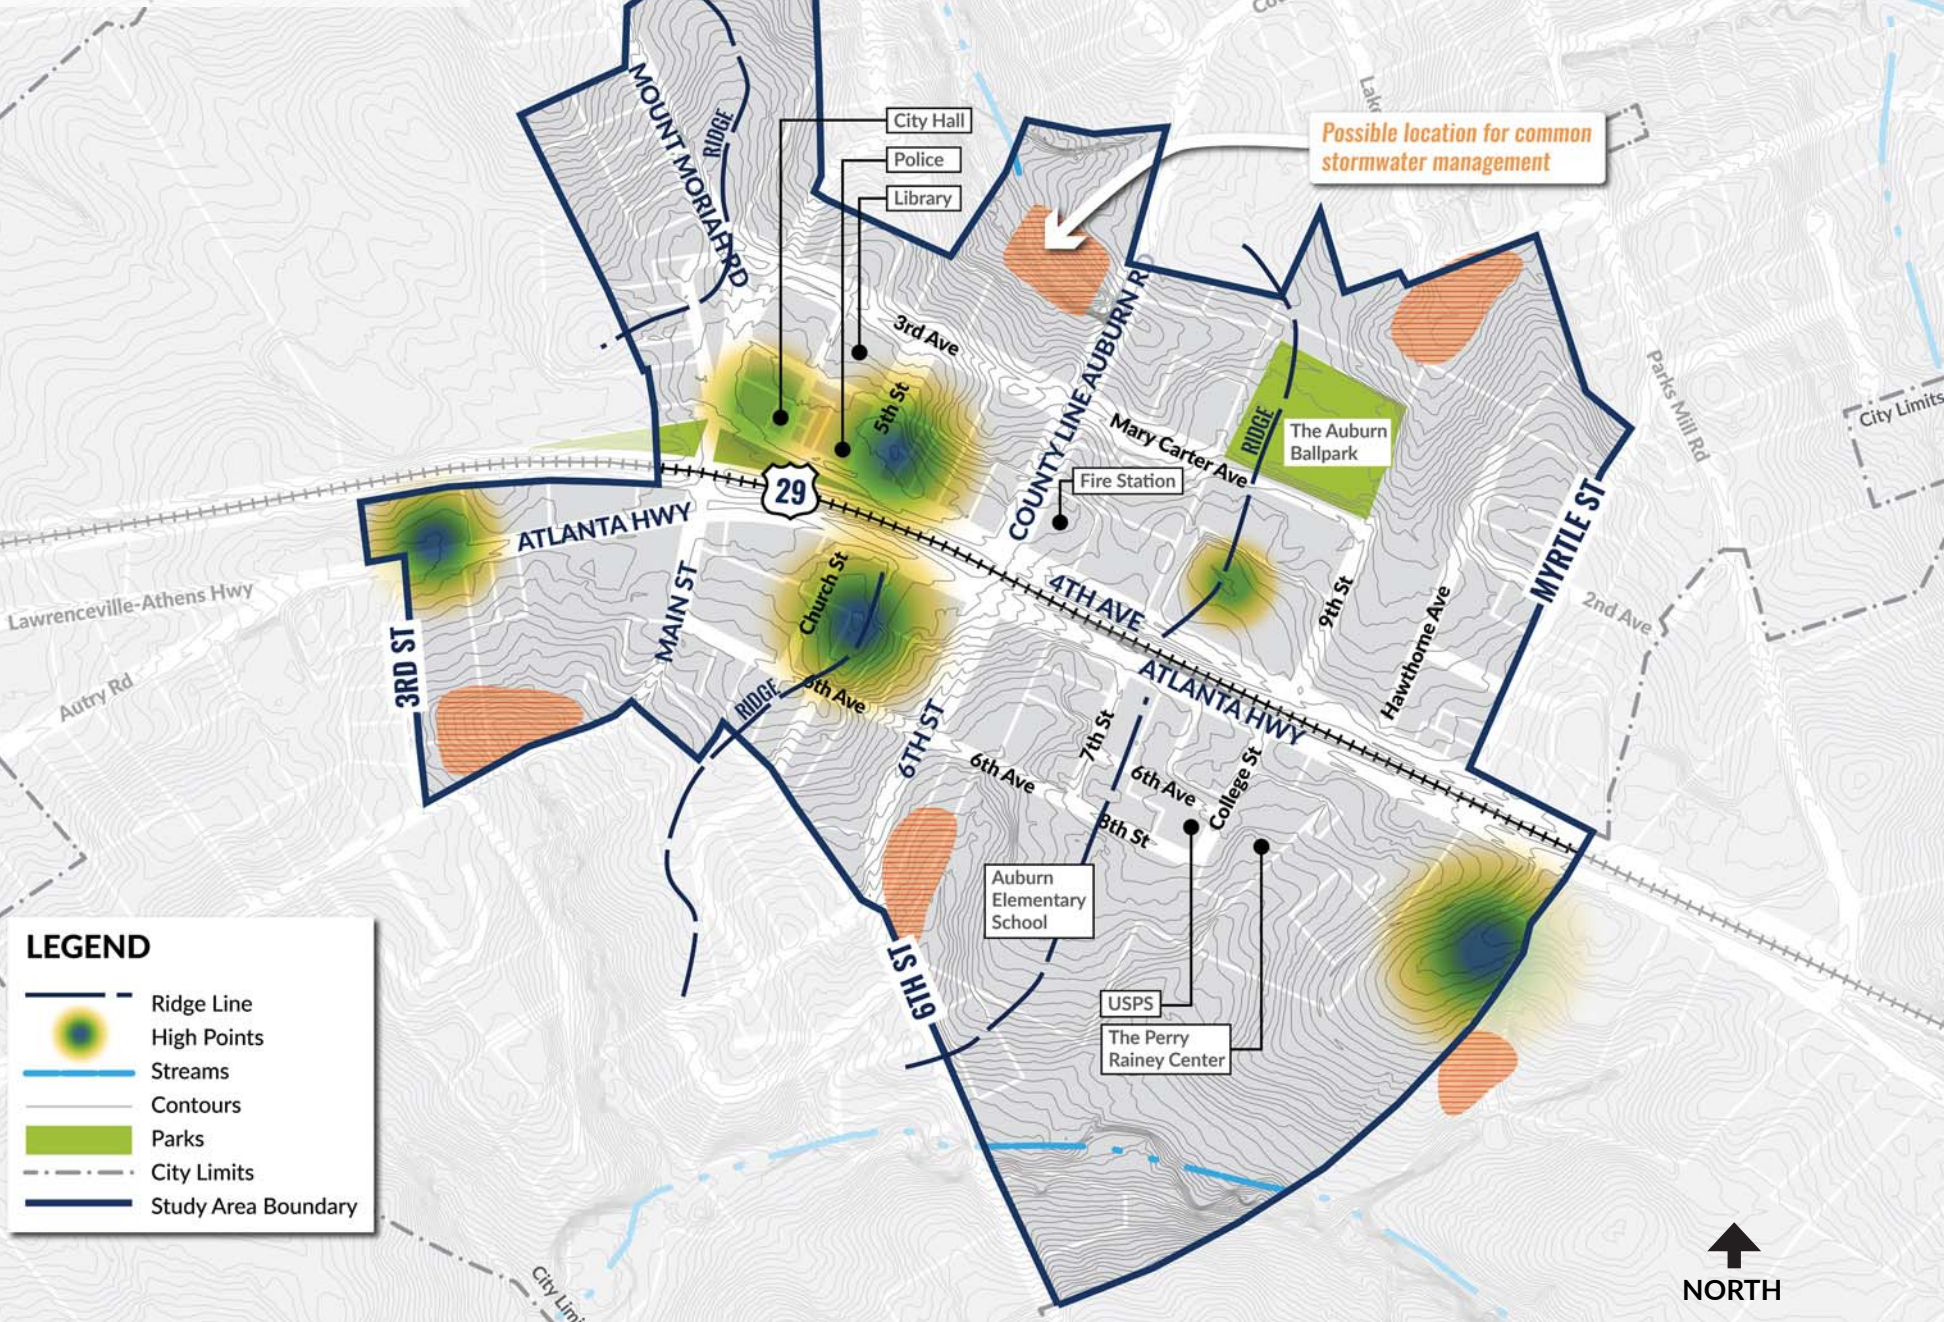 MOUNT MORIAH RD
RIDGE
City Hall
Police
Library
Possible location for common
stormwater management
3rd Ave
5th St
COUNTY LINE AUBURN RD
Mary Carter Ave
RIDGE
The Auburn
Ballpark
Parks Mill Rd
City Limits
29
Fire Station
ATLANTA HWY
MAIN ST
Church St
4TH AVE
9th St
Hawthorne Ave
MYRTLE ST
2nd Ave
Lawrenceville-Athens Hwy
Autry Rd
3RD ST
RIDGE
6TH ST
7th St
ATLANTA HWY
6th Ave
6th Ave
College St
8th St
Auburn
Elementary
School
6TH ST
USPS
The Perry
Rainey Center
LEGEND
Ridge Line
High Points
Streams
Contours
Parks
City Limits
Study Area Boundary
NORTH